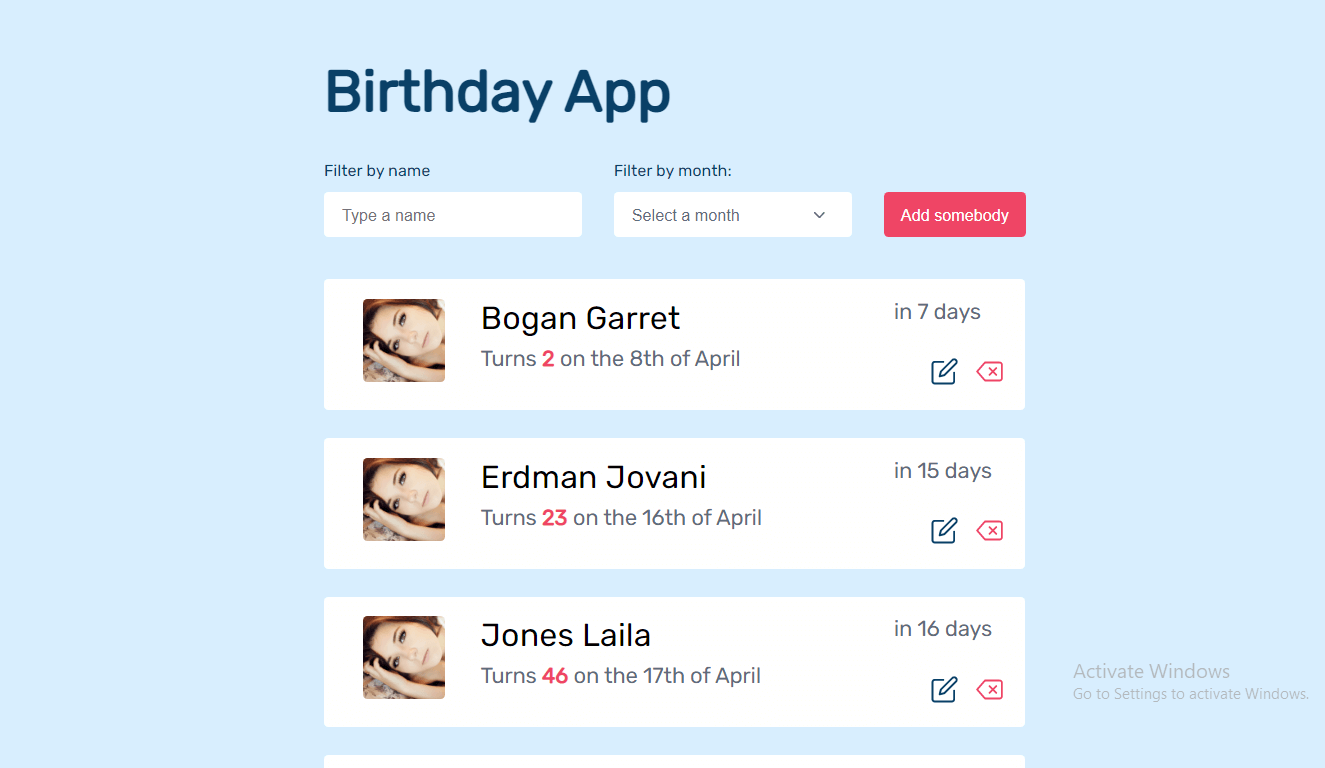 Birthday App
Filter by name
Filter by month:
Type a name
Select a month
Add somebody
Bogan Garret
in 7 days
Turns 2 on the 8th of April
Erdman Jovani
in 15 days
Turns 23 on the 16th of April
Jones Laila
in 16 days
Turns 46 on the 17th of April
Activate Windows
Go to Settings to activate Windows.